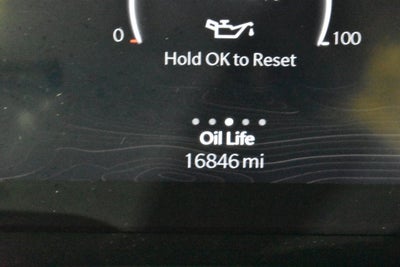 0 100
Hold OK to Reset
Oil Life
16846 mi